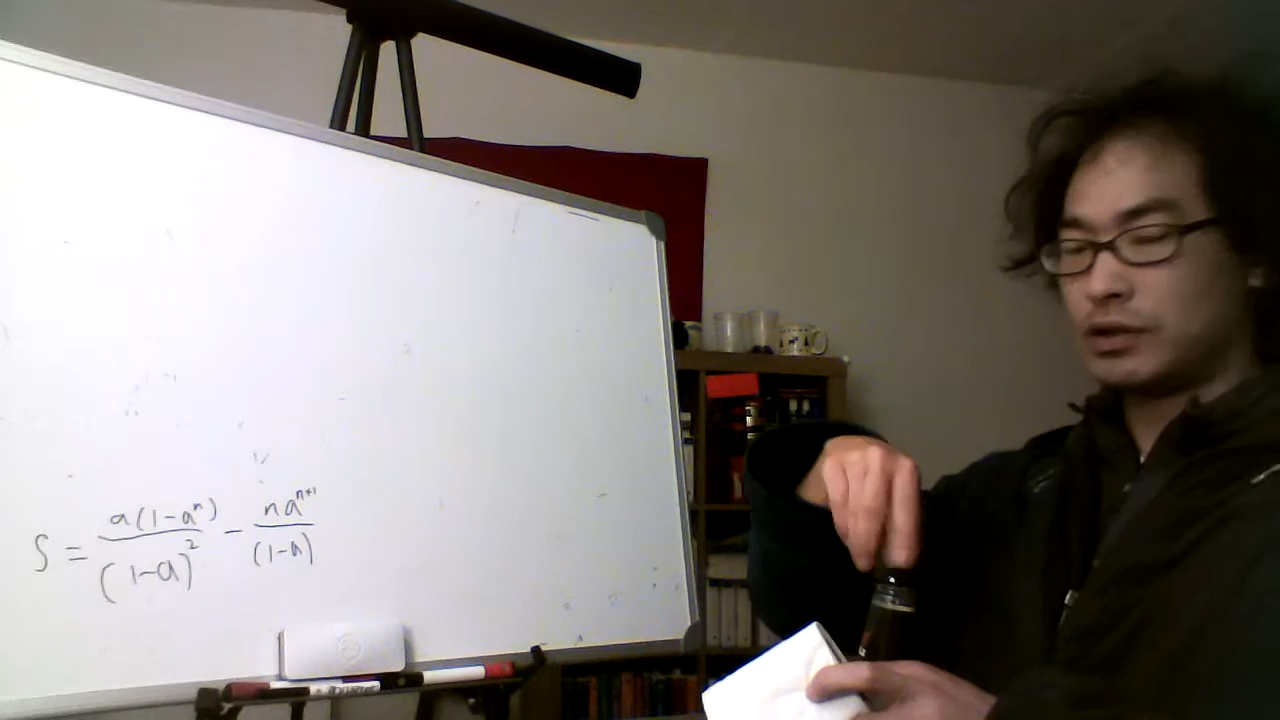 S = a(1-a^n)/(1-a)^2 - na^{n+1}/(1-a)